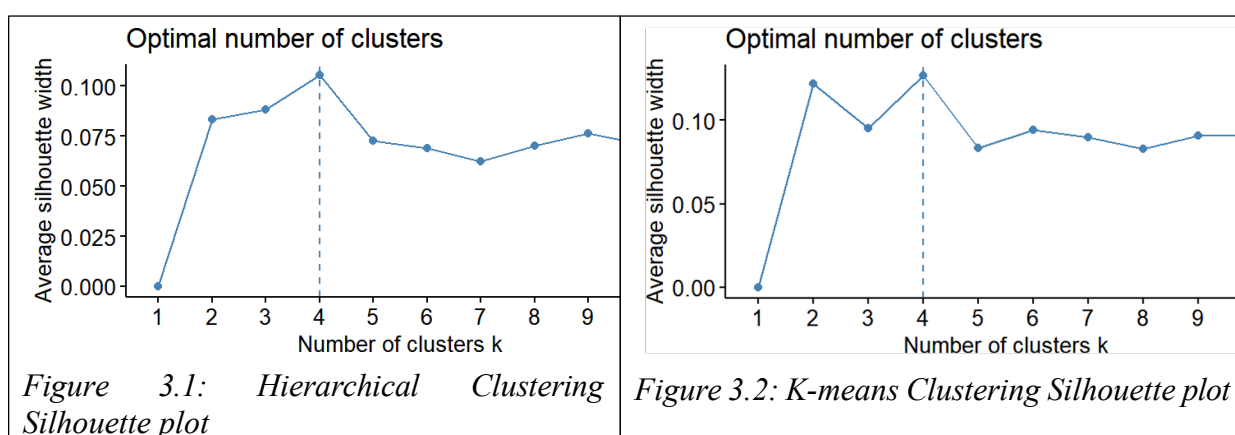 Optimal number of clusters
Average silhouette width
0.100
0.075
0.050
0.025
0.000
1 2 3 4 5 6 7 8 9
Number of clusters k
Figure 3.1: Hierarchical Clustering
Silhouette plot
Optimal number of clusters
Average silhouette width
0.10
0.05
0.00
1 2 3 4 5 6 7 8 9
Number of clusters k
Figure 3.2: K-means Clustering Silhouette plot